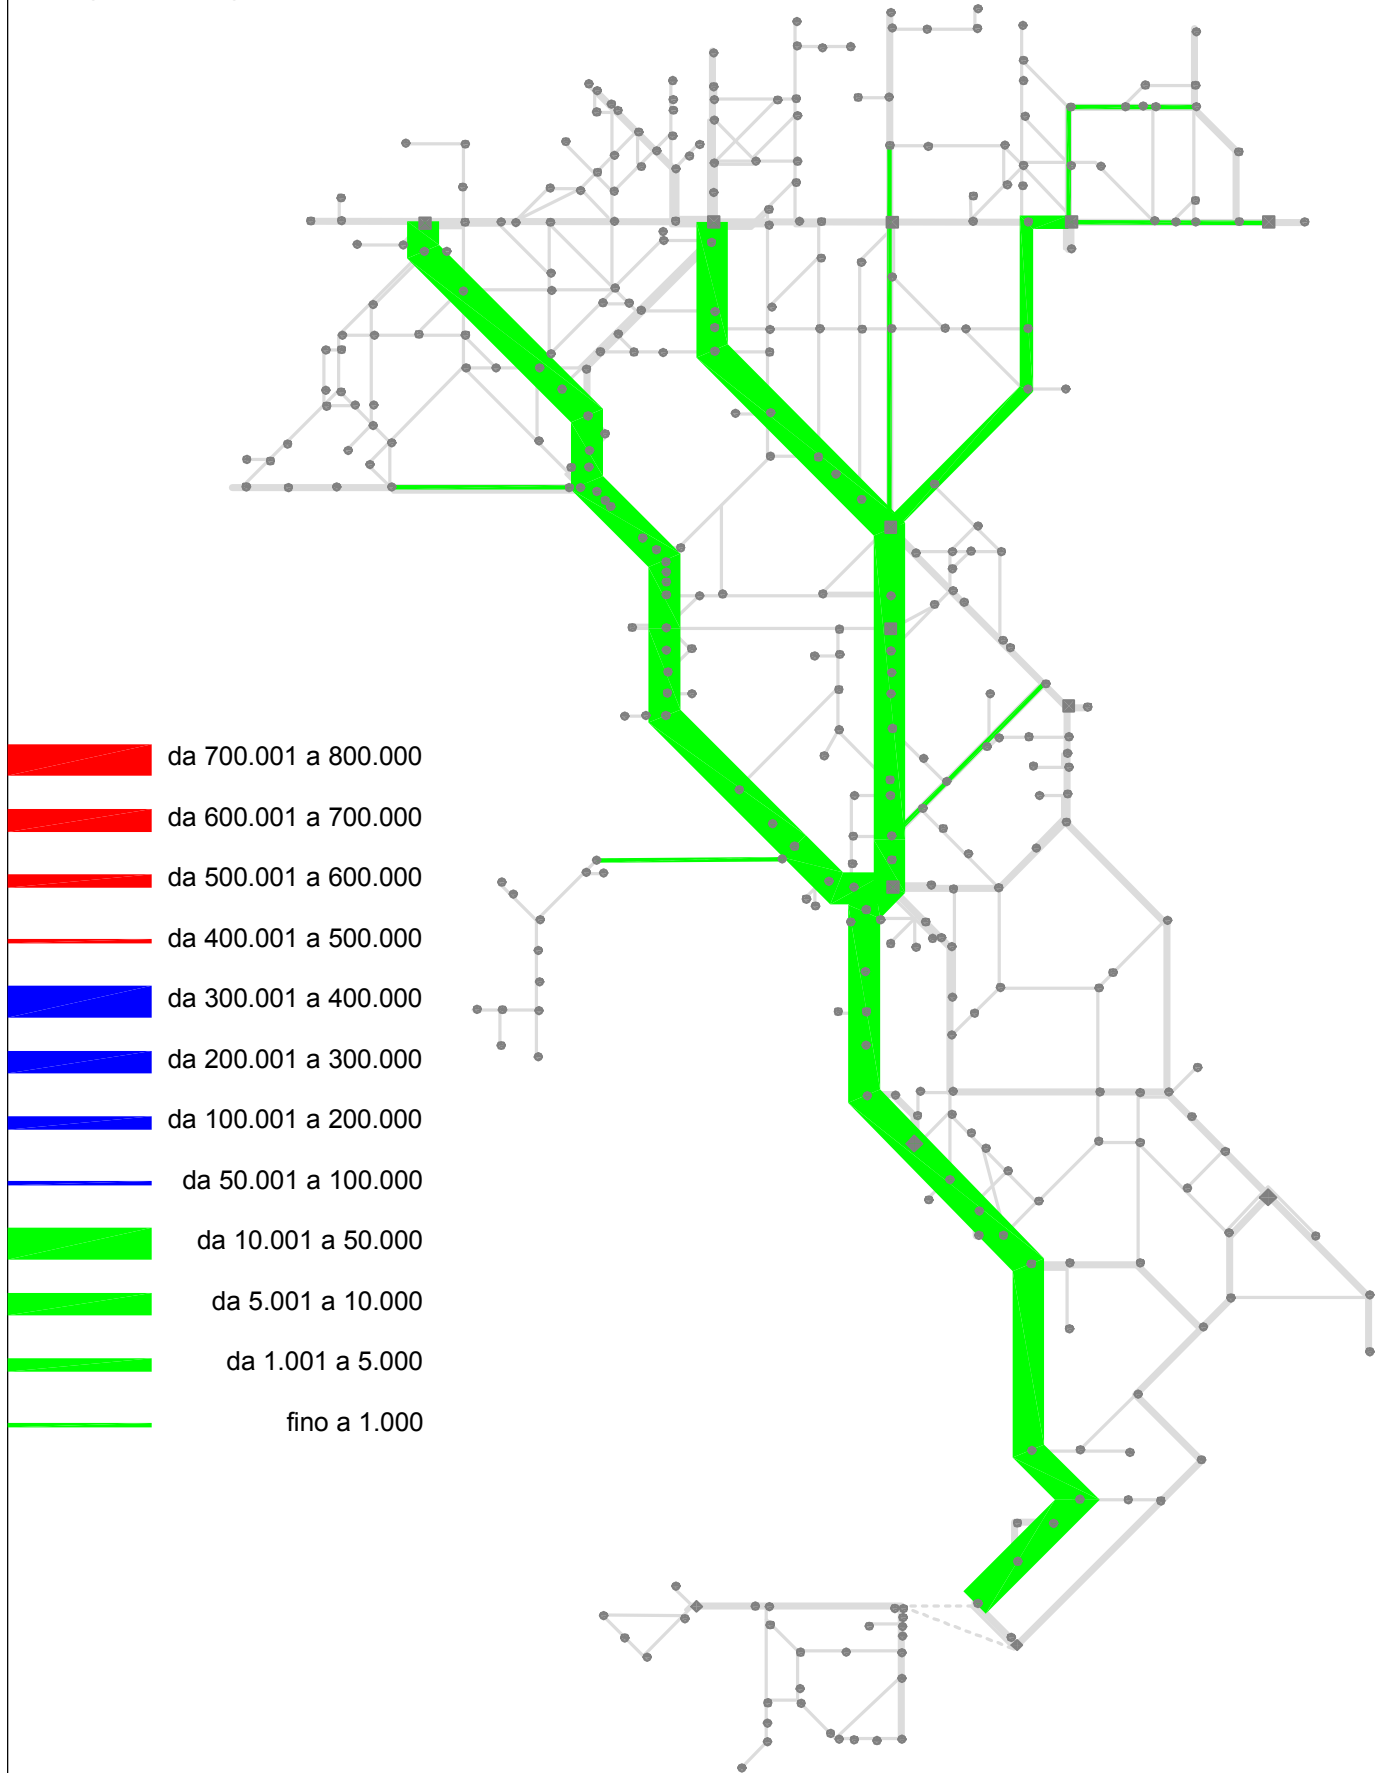 da 700.001 a 800.000
da 600.001 a 700.000
da 500.001 a 600.000
da 400.001 a 500.000
da 300.001 a 400.000
da 200.001 a 300.000
da 100.001 a 200.000
da 50.001 a 100.000
da 10.001 a 50.000
da 5.001 a 10.000
da 1.001 a 5.000
fino a 1.000